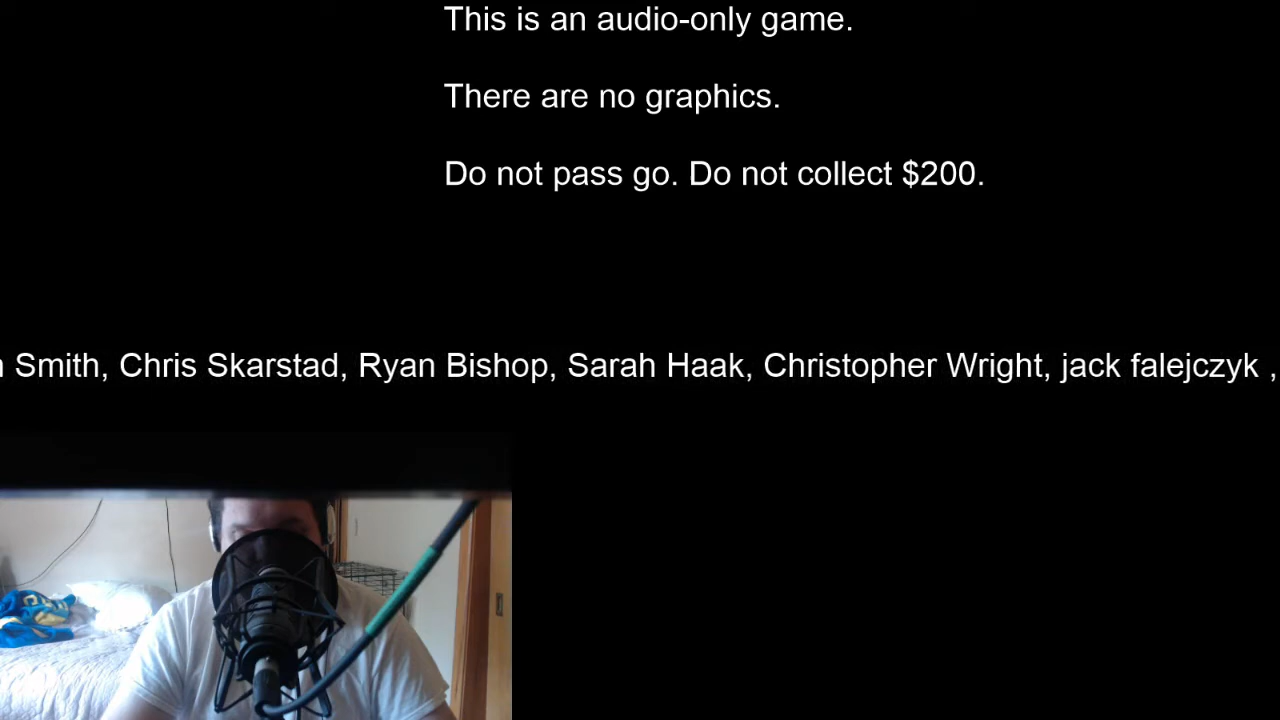 This is an audio-only game.
There are no graphics.
Do not pass go. Do not collect $200.
Smith, Chris Skarstad, Ryan Bishop, Sarah Haak, Christopher Wright, jack falejczyk ,